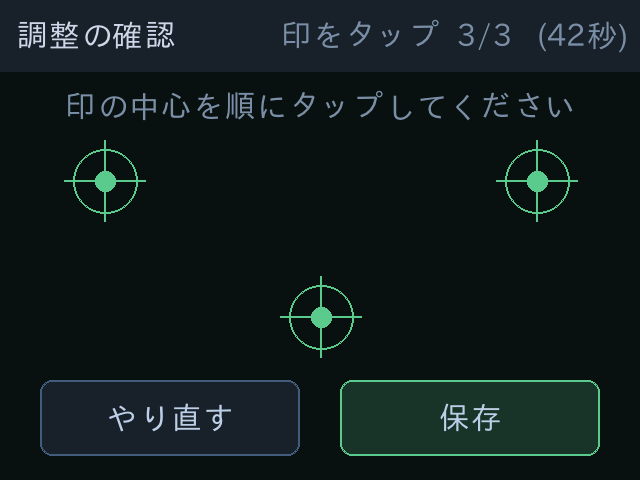 調整の確認
印をタップ 3/3 (42秒)
印の中心を順にタップしてください
やり直す
保存